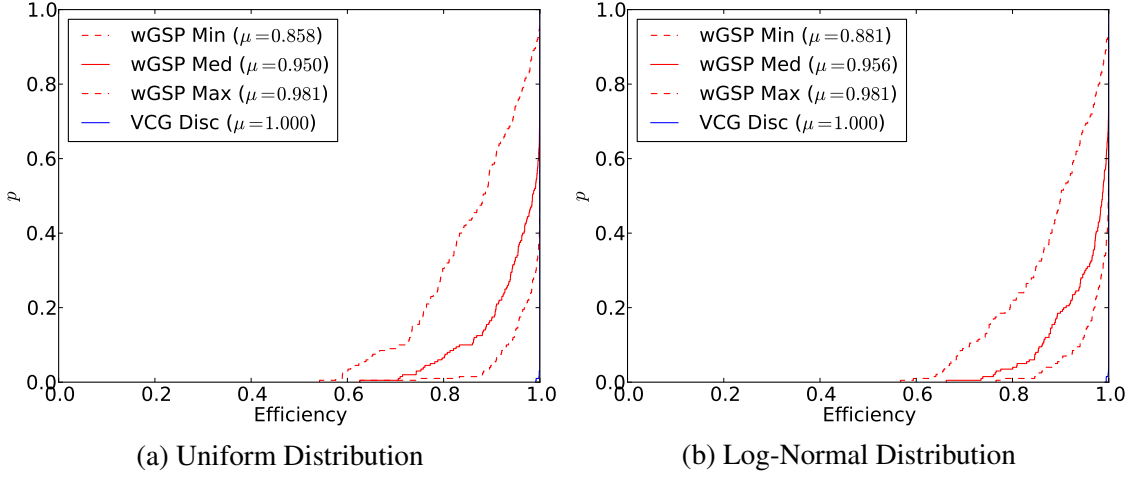 1.0
0.8
0.6
0.4
0.2
0.0
p
wGSP Min (μ=0.858)
wGSP Med (μ=0.950)
wGSP Max (μ=0.981)
VCG Disc (μ=1.000)
0.0 0.2 0.4 0.6 0.8 1.0
Efficiency
(a) Uniform Distribution
1.0
0.8
0.6
0.4
0.2
0.0
p
wGSP Min (μ=0.881)
wGSP Med (μ=0.956)
wGSP Max (μ=0.981)
VCG Disc (μ=1.000)
0.0 0.2 0.4 0.6 0.8 1.0
Efficiency
(b) Log-Normal Distribution